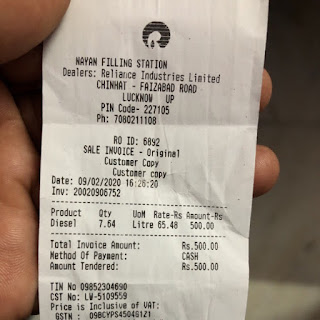 NAYAN FILLING STATION
Dealers: Reliance Industries Limited
CHINHAT - FAIZABAD ROAD
LUCKNOW UP
PIN Code- 227105
Ph: 7080211108
RO ID: 6892
SALE INVOICE - Original
Customer Copy
Customer copy
Date: 09/02/2020 16:26:20
Inv: 20020906752
Product Qty UoM Rate-Rs Amount-Rs
Diesel 7.64 Litre 65.48 500.00
Total Invoice Amount: Rs.500.00
Method Of Payment: CASH
Amount Tendered: Rs.500.00
TIN No 09852304690
CST No: LW-5109559
Price is Inclusive of VAT:
GSTN : 09BCYPS4504G1Z1